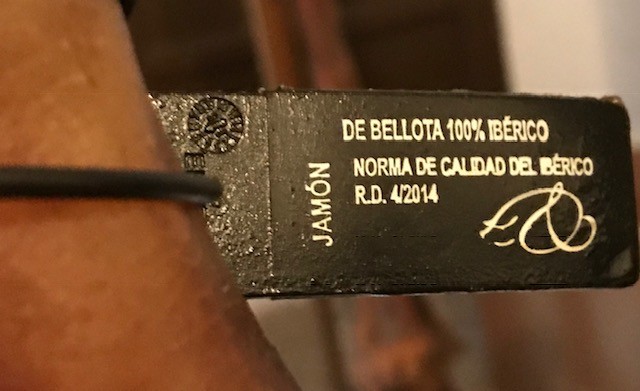 DE BELLOTA 100% IBÉRICO
JAMÓN
NORMA DE CALIDAD DEL IBÉRICO
R.D. 4/2014